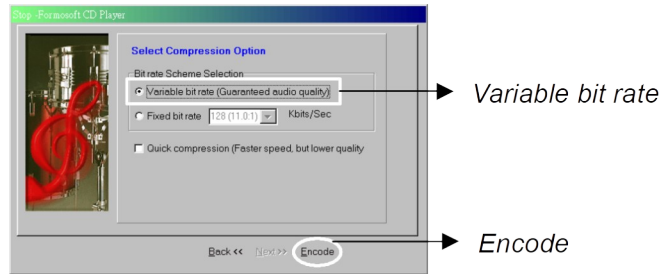 Stop -Formosoft CD Player
Select Compression Option
Bit rate Scheme Selection
Variable bit rate (Guaranteed audio quality)
Variable bit rate
Fixed bit rate 128 (11.0:1) Kbits/Sec
Quick compression (Faster speed, but lower quality
Back << Next >> Encode
Encode